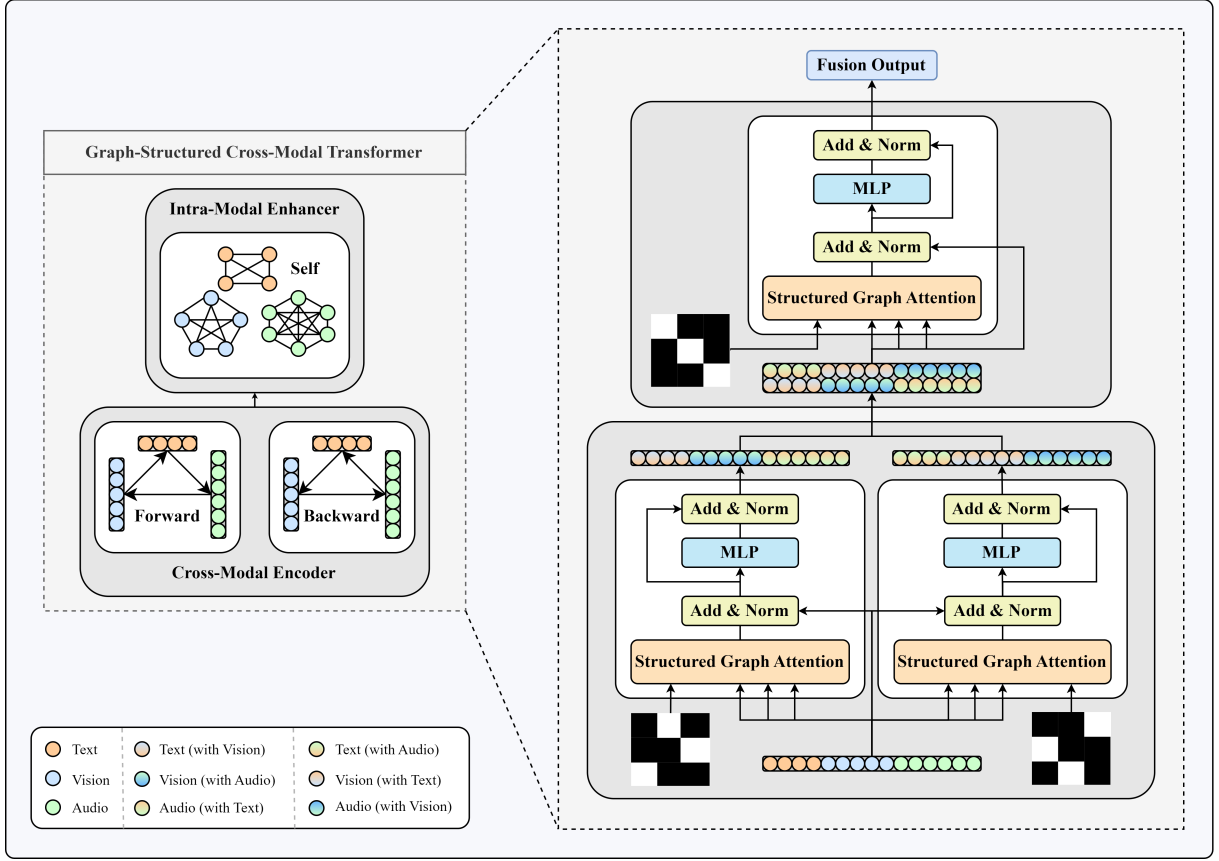 Graph-Structured Cross-Modal Transformer
Intra-Modal Enhancer
Self
Forward
Backward
Cross-Modal Encoder
Text
Vision
Audio
Text (with Vision)
Vision (with Audio)
Audio (with Text)
Text (with Audio)
Vision (with Text)
Audio (with Vision)
Fusion Output
Add & Norm
MLP
Add & Norm
Structured Graph Attention
Add & Norm
MLP
Add & Norm
Structured Graph Attention
Add & Norm
MLP
Add & Norm
Structured Graph Attention